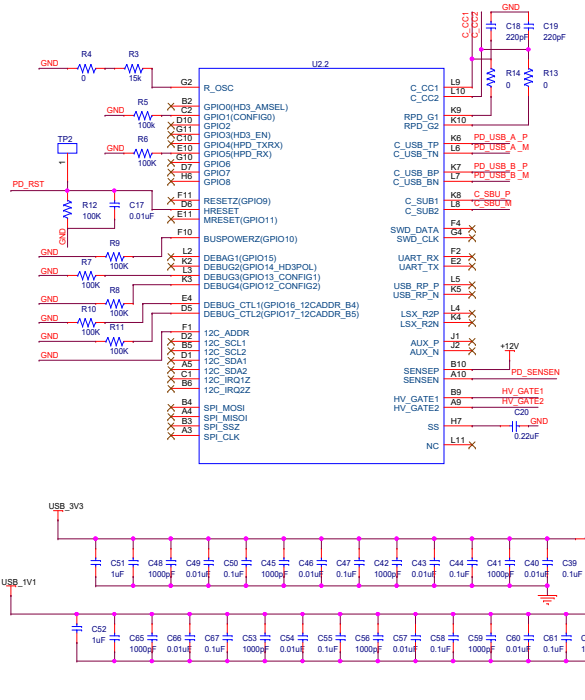 GND
C_CC1
C_CC2
C18
220pF
C19
220pF
U2.2
GND
R4
0
R3
15k
G2
R_OSC
L9
C_CC1
L10
C_CC2
R14
0
R13
0
B2
GPIO0(HD3_AMSEL)
GND
R5
100k
C2
GPIO1(CONFIG0)
D10
GPIO2
G11
GPIO3(HD3_EN)
C10
GPIO4(HPD_TXRX)
GND
R6
100K
E10
GPIO5(HPD_RX)
G10
GPIO6
D7
GPIO7
H6
GPIO8
K9
RPD_G1
K10
RPD_G2
K6
C_USB_TP
PD_USB_A_P
L6
C_USB_TN
PD_USB_A_M
K7
C_USB_BP
PD_USB_B_P
L7
C_USB_BN
PD_USB_B_M
TP2
1
PD_RST
R12
100K
C17
0.01uF
GND
F11
RESETZ(GPIO9)
D6
HRESET
E11
MRESET(GPIO11)
K8
C_SUB1
C_SBU_P
L8
C_SUB2
C_SBU_M
F10
BUSPOWERZ(GPIO10)
F4
SWD_DATA
G4
SWD_CLK
GND
R9
100K
L2
DEBAG1(GPIO15)
K2
DEBUG2(GPIO14_HD3POL)
GND
R7
100K
L3
DEBUG3(GPIO13_CONFIG1)
K3
DEBUG4(GPIO12_CONFIG2)
GND
R8
100K
F2
UART_RX
E2
UART_TX
L5
USB_RP_P
K5
USB_RP_N
E4
DEBUG_CTL1(GPIO16_12CADDR_B4)
D5
DEBUG_CTL2(GPIO17_12CADDR_B5)
GND
R10
100K
GND
R11
100K
GND
L4
LSX_R2P
K4
LSX_R2N
F1
12C_ADDR
D2
12C_SCL1
B5
12C_SCL2
D1
12C_SDA1
A5
12C_SDA2
C1
12C_IRQ1Z
B6
12C_IRQ2Z
J1
AUX_P
J2
AUX_N
+12V
B10
SENSEP
A10
SENSEN
PD_SENSEN
B9
HV_GATE1
HV_GATE1
A9
HV_GATE2
HV_GATE2
B4
SPI_MOSI
A4
SPI_MISOI
B3
SPI_SSZ
A3
SPI_CLK
H7
SS
C20
0.22uF
GND
L11
NC
USB_3V3
C51
1uF
C48
1000pF
C49
0.01uF
C50
0.1uF
C45
1000pF
C46
0.01uF
C47
0.1uF
C42
1000pF
C43
0.01uF
C44
0.1uF
C41
1000pF
C40
0.01uF
C39
0.1uF
USB_1V1
C52
1uF
C65
1000pF
C66
0.01uF
C67
0.1uF
C53
1000pF
C54
0.01uF
C55
0.1uF
C56
1000pF
C57
0.01uF
C58
0.1uF
C59
1000pF
C60
0.01uF
C61
0.1uF